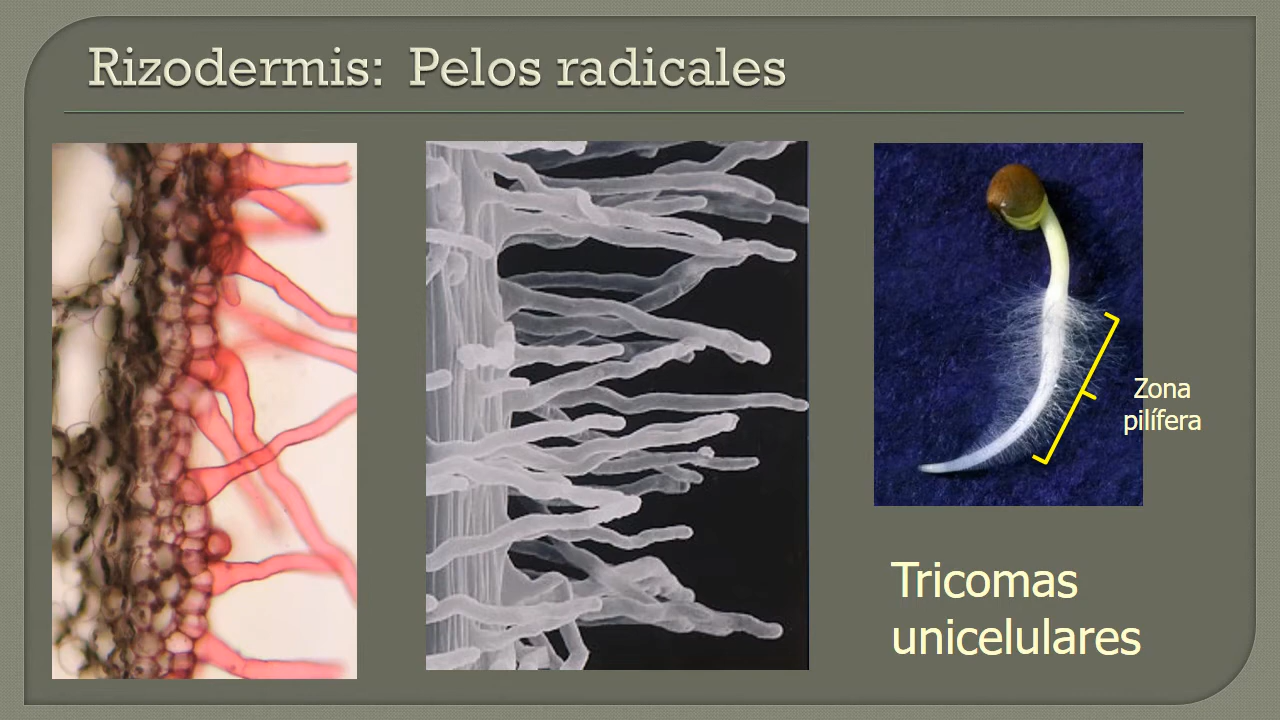 Rizodermis: Pelos radicales
Zona
pilífera
Tricomas
unicelulares